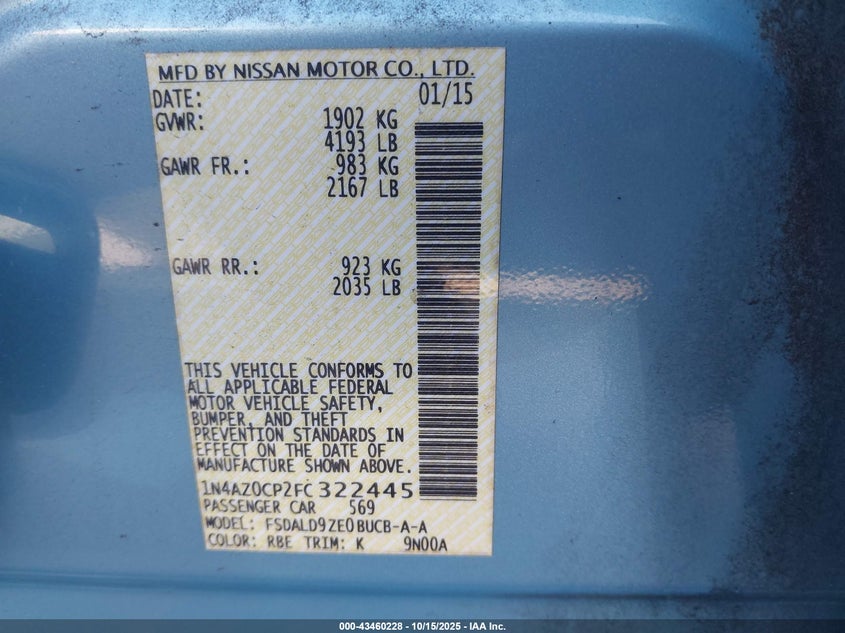 MFD BY NISSAN MOTOR CO., LTD.
DATE: 01/15
GVWR: 1902 KG
4193 LB
GAWR FR.: 983 KG
2167 LB
GAWR RR.: 923 KG
2035 LB
THIS VEHICLE CONFORMS TO
ALL APPLICABLE FEDERAL
MOTOR VEHICLE SAFETY,
BUMPER, AND THEFT
PREVENTION STANDARDS IN
EFFECT ON THE DATE OF
MANUFACTURE SHOWN ABOVE.
1N4AZ0CP2FC322445
PASSENGER CAR 569
MODEL: FSDALD9ZE0BUCB-A-A
COLOR: RBE TRIM: K 9N00A
000-43460228 - 10/15/2025 - IAA Inc.